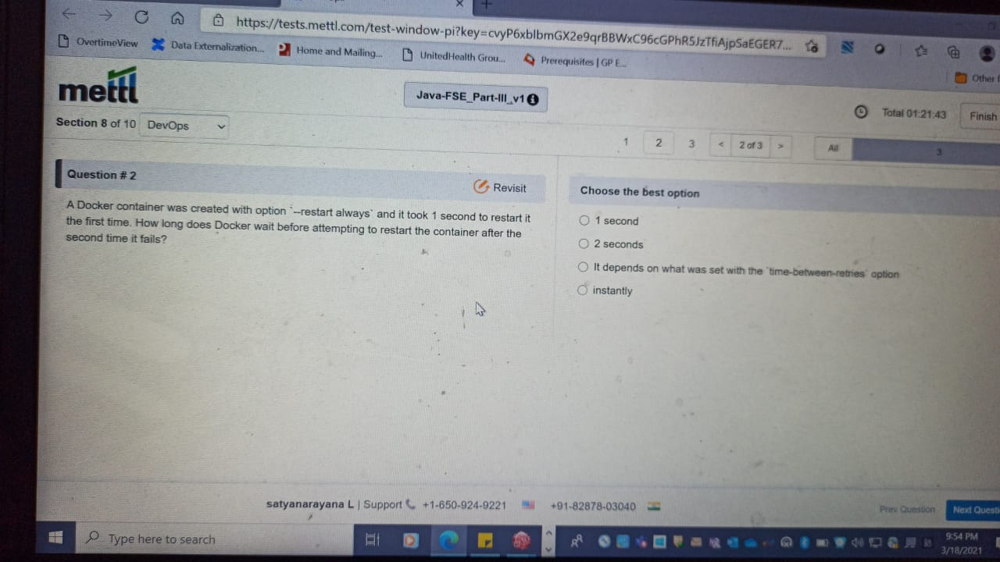 https://tests.mettl.com/test-window-pi?key=cvyP6xblbmGX2e9qrBBWxC96cGPhR5JzTfiAjpSaEGER7...
OvertimeView Data Externalization... Home and Mailing... UnitedHealth Grou... Prerequisites | GP E...
Other f
mettl
Java-FSE_Part-III_v1
Total 01:21:43 Finish
Section 8 of 10 DevOps
1 2 3 < 2 of 3 > All 3
Question # 2 Revisit
A Docker container was created with option `--restart always` and it took 1 second to restart it
the first time. How long does Docker wait before attempting to restart the container after the
second time it fails?
Choose the best option
1 second
2 seconds
It depends on what was set with the `time-between-retries` option
instantly
satyanarayana L | Support +1-650-924-9221 +91-82878-03040
Prev Question Next Questi
Type here to search
9:54 PM
3/18/2021